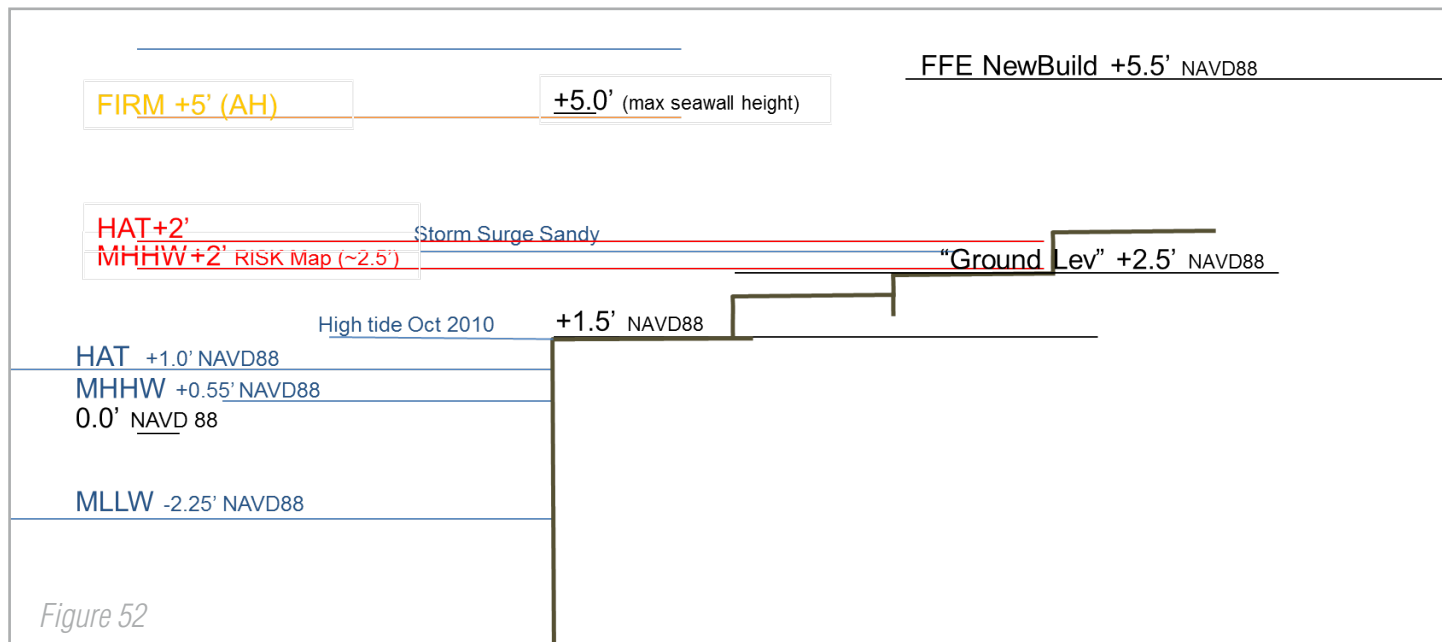 FFE NewBuild +5.5’ NAVD88
FIRM +5’ (AH)
+5.0’ (max seawall height)
HAT+2’
Storm Surge Sandy
MHHW+2’ RISK Map (~2.5’)
“Ground Lev” +2.5’ NAVD88
High tide Oct 2010
+1.5’ NAVD88
HAT +1.0’ NAVD88
MHHW +0.55’ NAVD88
0.0’ NAVD 88
MLLW -2.25’ NAVD88
Figure 52